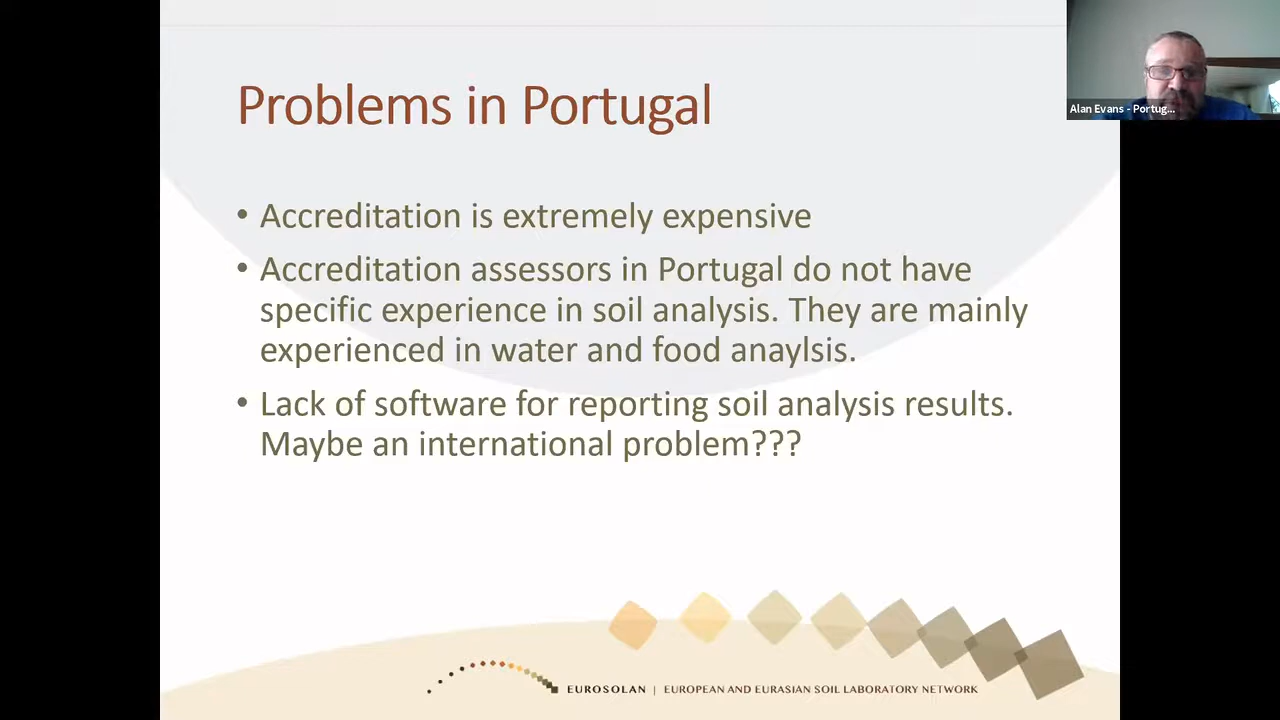 Problems in Portugal
Alan Evans - Portug...
• Accreditation is extremely expensive
• Accreditation assessors in Portugal do not have
specific experience in soil analysis. They are mainly
experienced in water and food anaylsis.
• Lack of software for reporting soil analysis results.
Maybe an international problem???
EUROSOLAN | EUROPEAN AND EURASIAN SOIL LABORATORY NETWORK